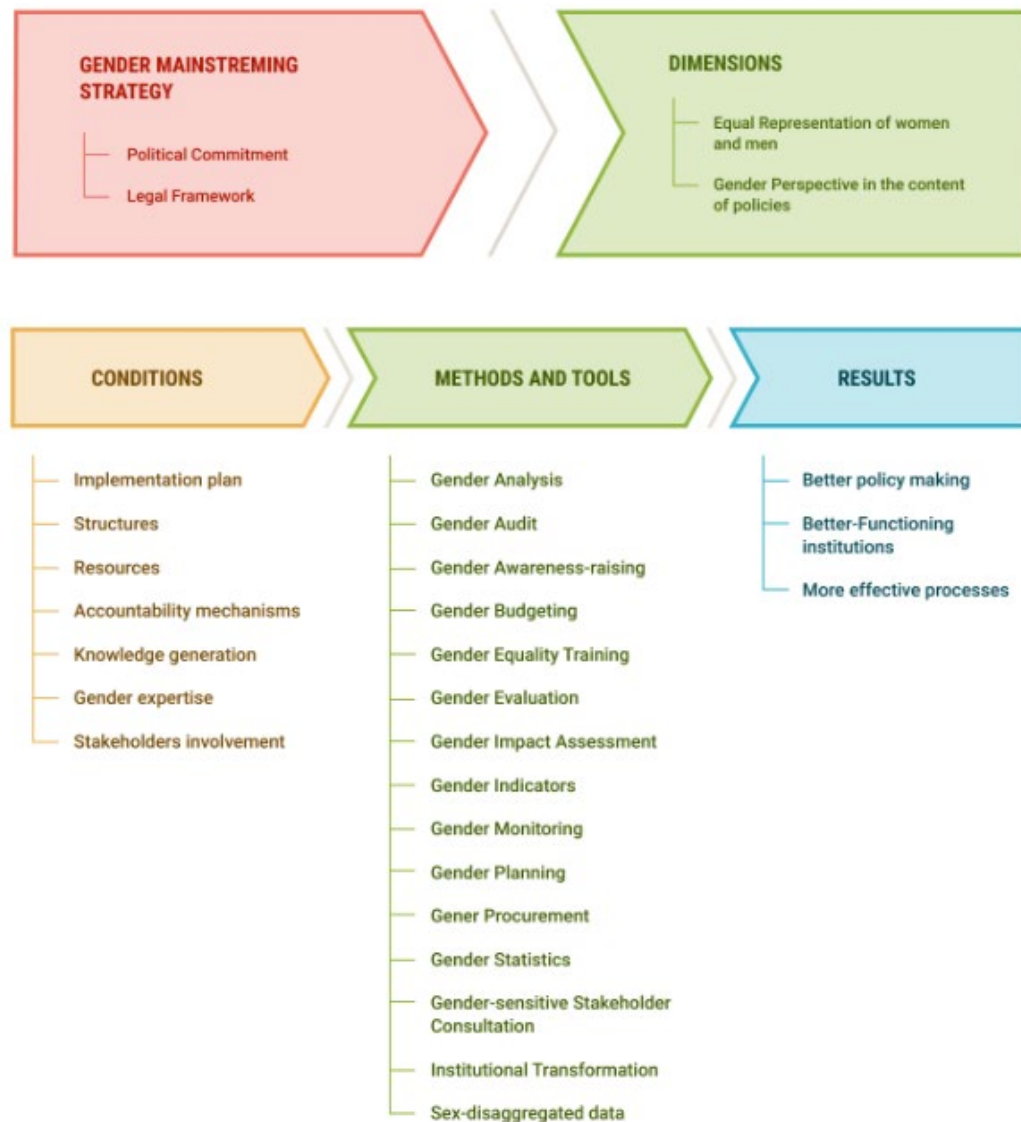 GENDER MAINSTREMING
STRATEGY
Political Commitment
Legal Framework
DIMENSIONS
Equal Representation of women
and men
Gender Perspective in the content
of policies
CONDITIONS
Implementation plan
Structures
Resources
Accountability mechanisms
Knowledge generation
Gender expertise
Stakeholders involvement
METHODS AND TOOLS
Gender Analysis
Gender Audit
Gender Awareness-raising
Gender Budgeting
Gender Equality Training
Gender Evaluation
Gender Impact Assessment
Gender Indicators
Gender Monitoring
Gender Planning
Gener Procurement
Gender Statistics
Gender-sensitive Stakeholder
Consultation
Institutional Transformation
Sex-disaggregated data
RESULTS
Better policy making
Better-Functioning
institutions
More effective processes